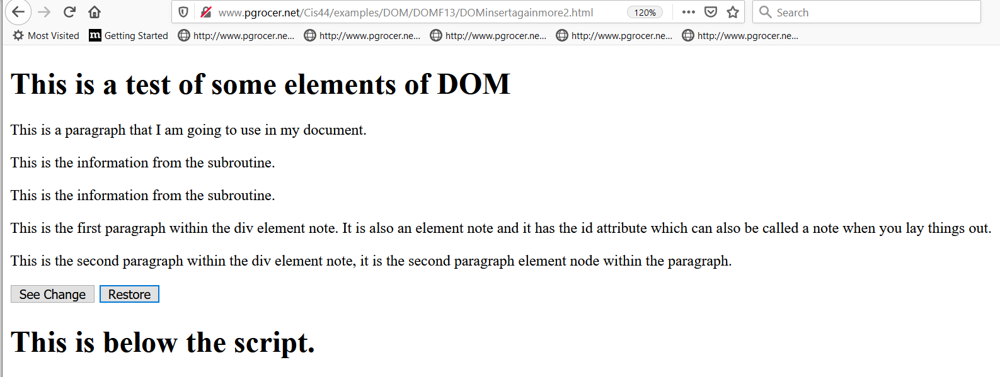 www.pgrocer.net/Cis44/examples/DOM/DOMF13/DOMinsertagainmore2.html 120% ••• Search
Most Visited m Getting Started http://www.pgrocer.ne... http://www.pgrocer.ne... http://www.pgrocer.ne... http://www.pgrocer.ne... http://www.pgrocer.ne...
This is a test of some elements of DOM
This is a paragraph that I am going to use in my document.
This is the information from the subroutine.
This is the information from the subroutine.
This is the first paragraph within the div element note. It is also an element note and it has the id attribute which can also be called a note when you lay things out.
This is the second paragraph within the div element note, it is the second paragraph element node within the paragraph.
See Change Restore
This is below the script.